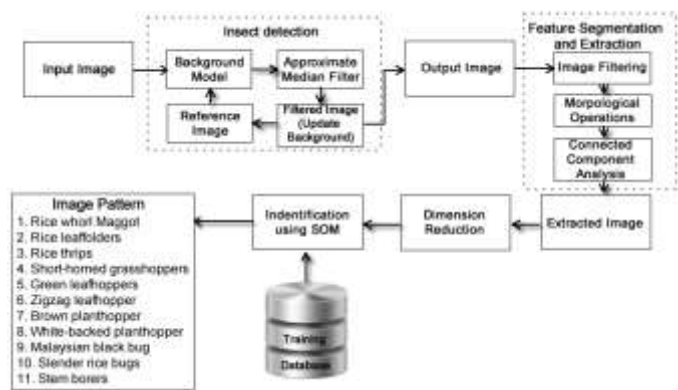 Insect detection
Feature Segmentation
and Extraction
Input Image
Background
Model
Approximate
Median Filter
Output Image
Image Filtering
Reference
Image
Filtered Image
(Update
Background)
Morpological
Operations
Connected
Component
Analysis
Image Pattern
1. Rice whorl Maggot
2. Rice leaffolders
3. Rice thrips
4. Short-horned grasshoppers
5. Green leafhoppers
6. Zigzag leafhopper
7. Brown planthopper
8. White-backed planthopper
9. Malaysian black bug
10. Slender rice bugs
11. Stem borers
Indentification
using SOM
Dimension
Reduction
Extracted Image
Training
Database